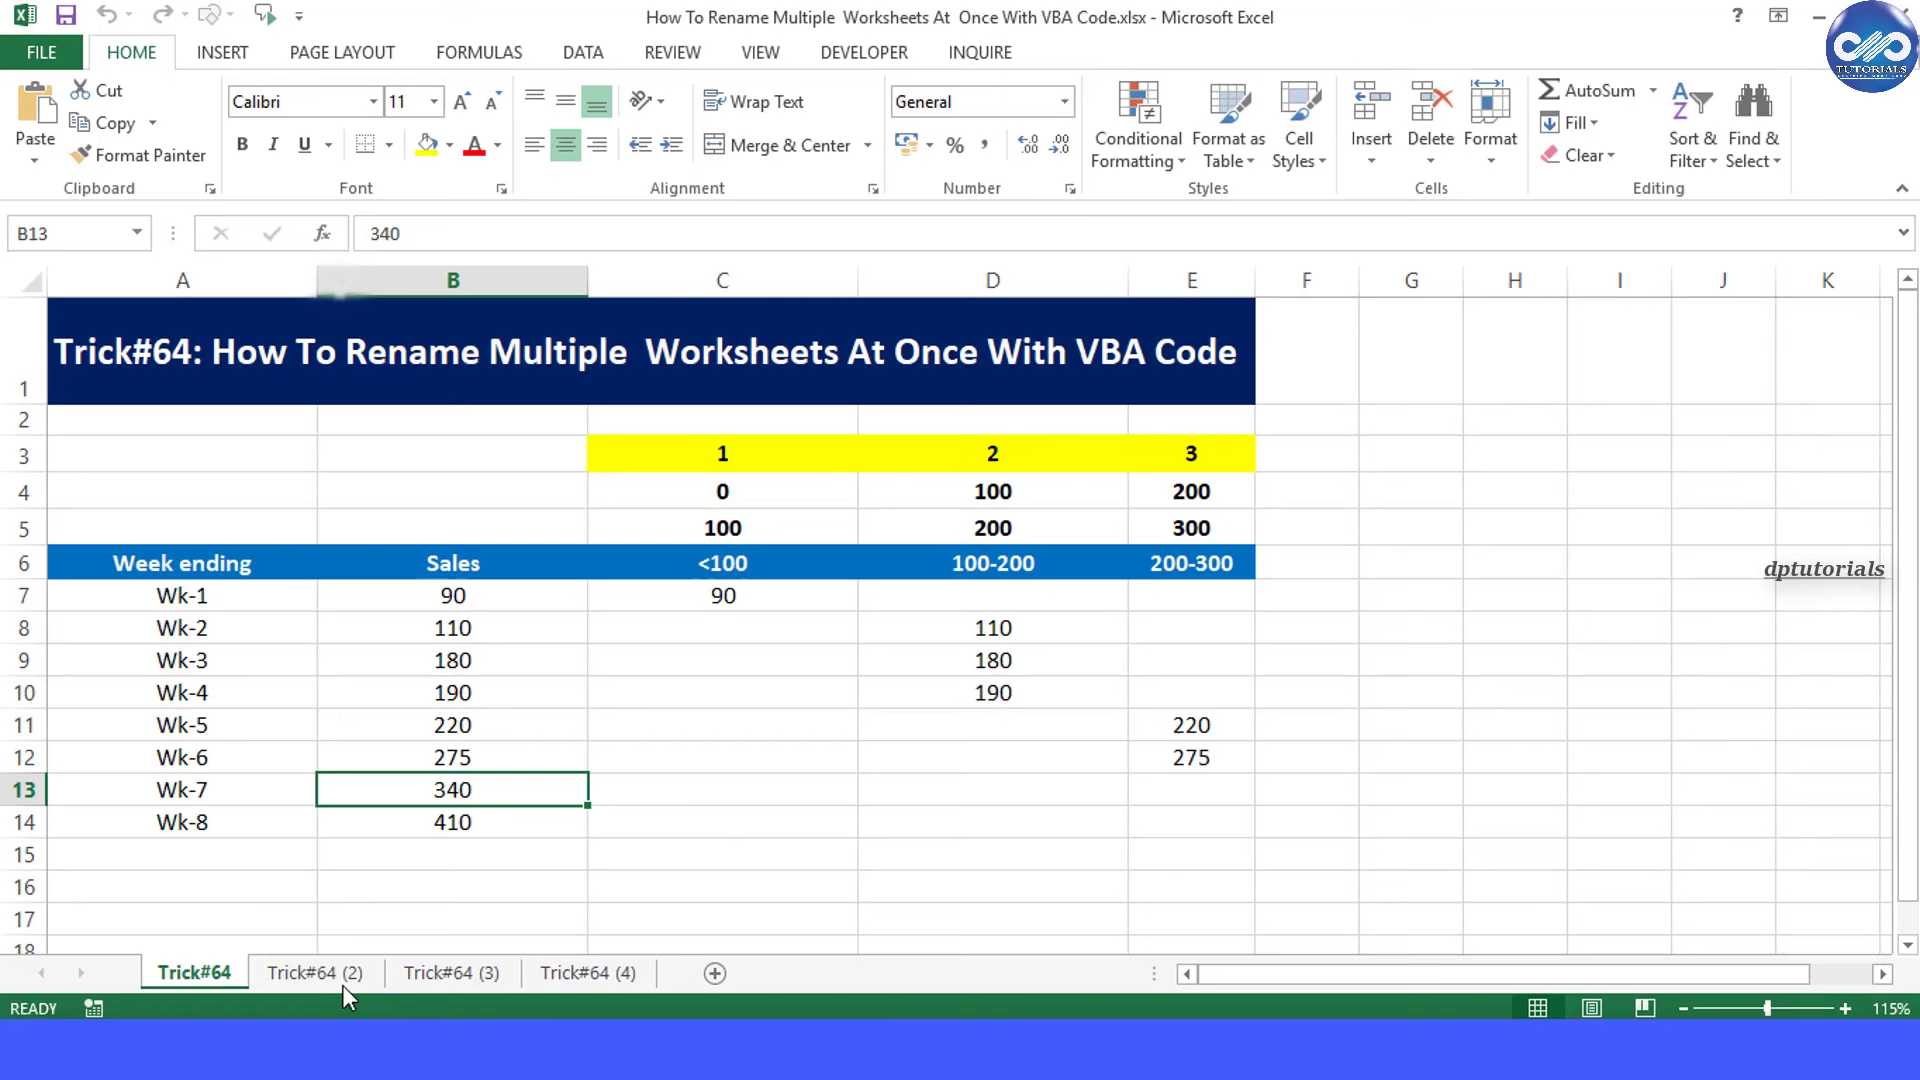 How To Rename Multiple  Worksheets At  Once With VBA Code.xlsx - Microsoft Excel
?
TUTORIALS
FILE HOME INSERT PAGE LAYOUT FORMULAS DATA REVIEW VIEW DEVELOPER INQUIRE
Paste
Cut
Copy
Format Painter
Clipboard
Calibri 11
B I U A
Font
Wrap Text
Merge & Center
Alignment
General
% ,
Number
Conditional Formatting
Format as Table
Cell Styles
Styles
Insert Delete Format
Cells
AutoSum
Fill
Clear
Sort & Filter
Find & Select
Editing
B13 fx 340
A B C D E F G H I J K
1 Trick#64: How To Rename Multiple  Worksheets At Once With VBA Code
2
3 1 2 3
4 0 100 200
5 100 200 300
6 Week ending Sales <100 100-200 200-300
dptutorials
7 Wk-1 90 90
8 Wk-2 110 110
9 Wk-3 180 180
10 Wk-4 190 190
11 Wk-5 220 220
12 Wk-6 275 275
13 Wk-7 340
14 Wk-8 410
15
16
17
18
Trick#64 Trick#64 (2) Trick#64 (3) Trick#64 (4)
READY 115%